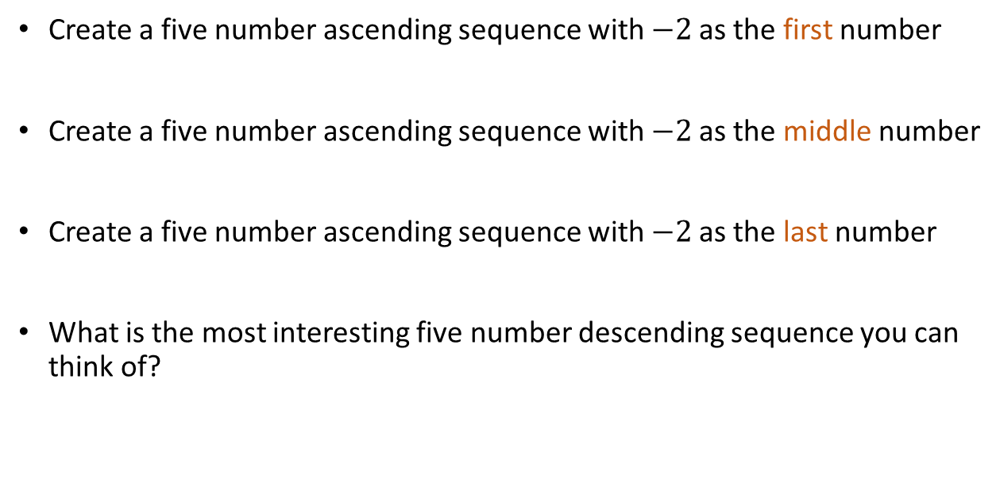 • Create a five number ascending sequence with −2 as the first number
• Create a five number ascending sequence with −2 as the middle number
• Create a five number ascending sequence with −2 as the last number
• What is the most interesting five number descending sequence you can
think of?